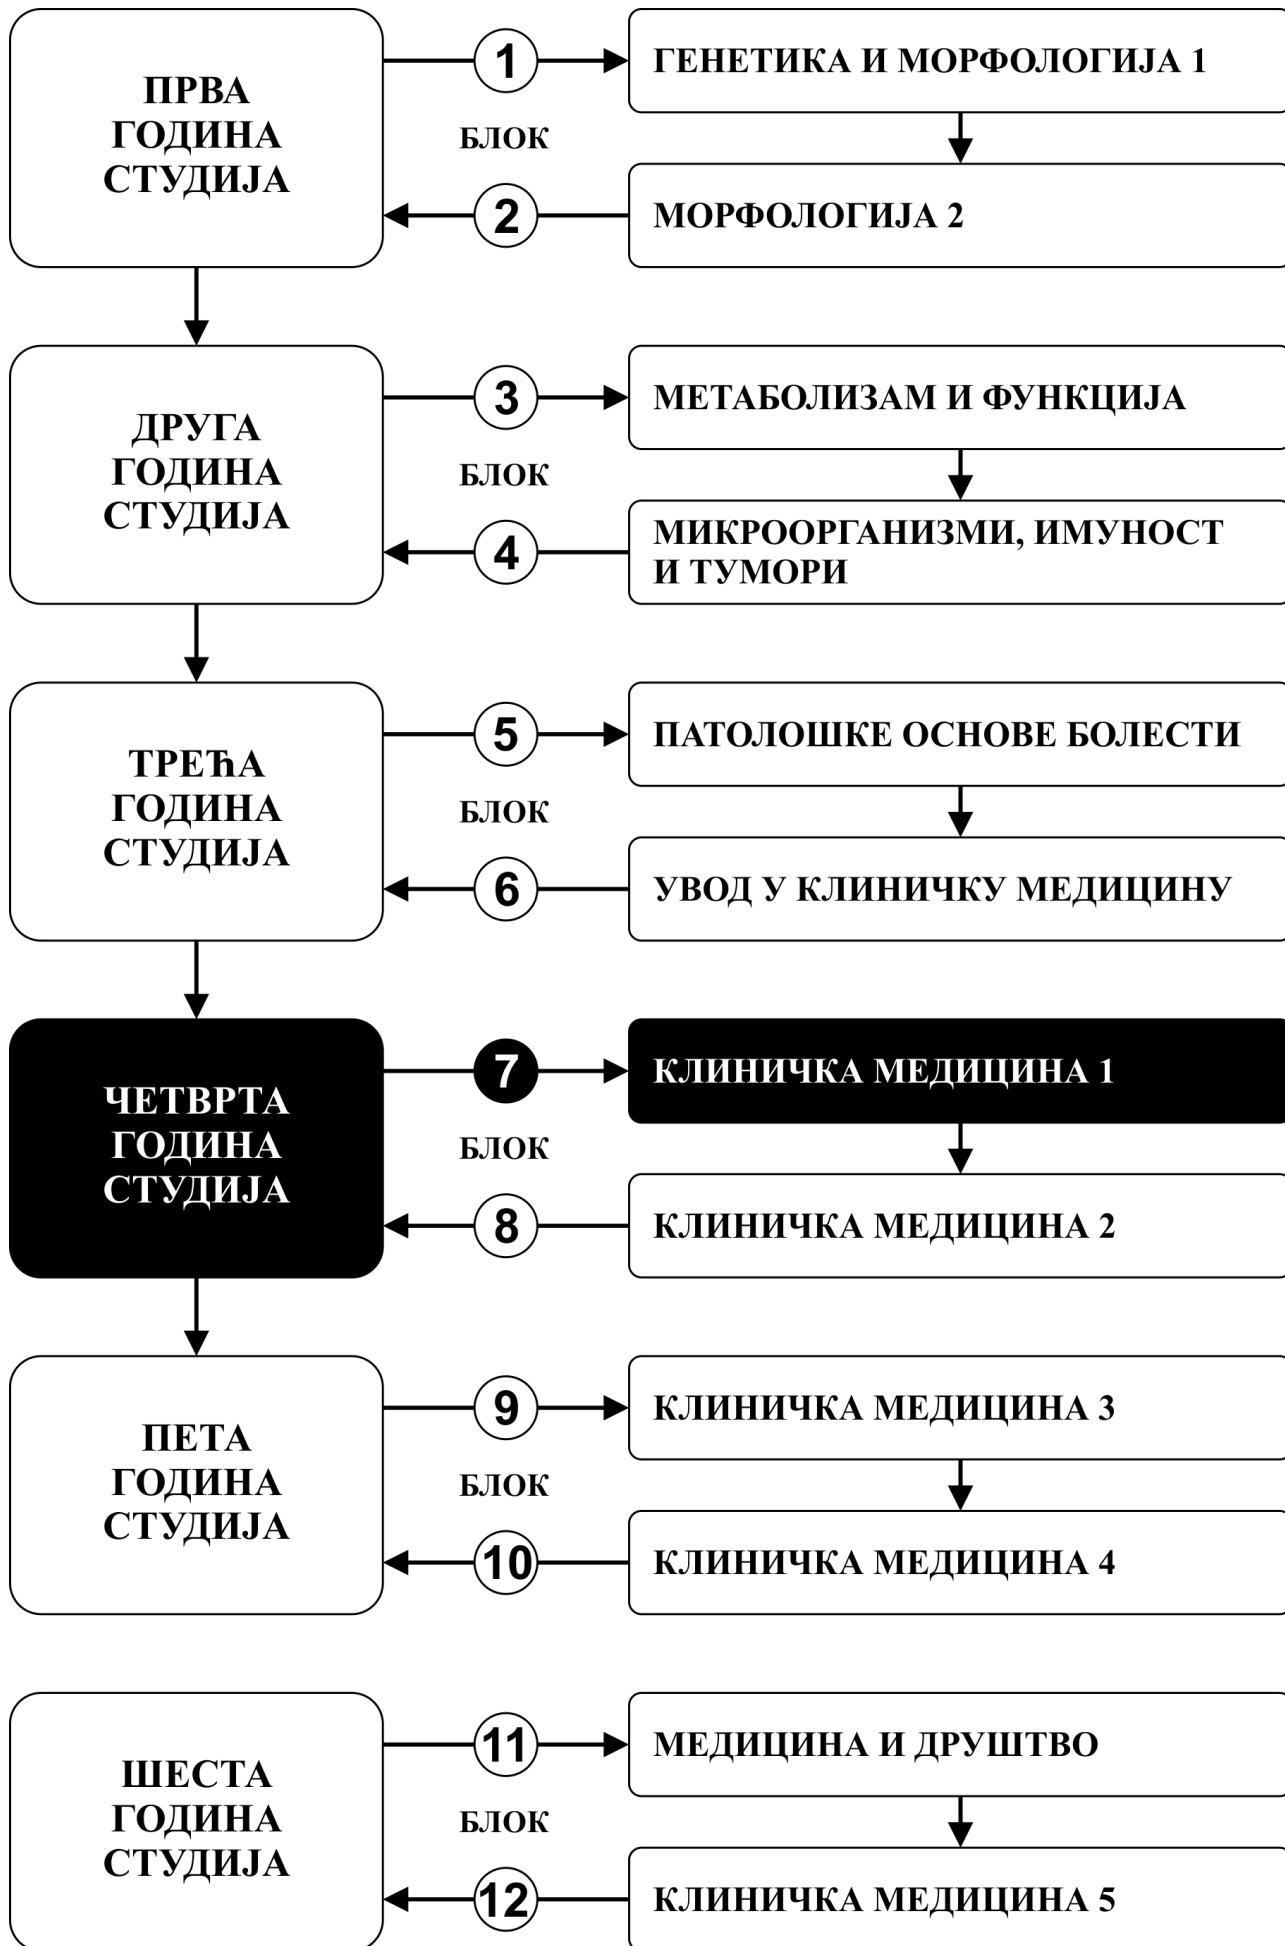 ПРВА
ГОДИНА
СТУДИЈА
1
ГЕНЕТИКА И МОРФОЛОГИЈА 1
БЛОК
2
МОРФОЛОГИЈА 2
ДРУГА
ГОДИНА
СТУДИЈА
3
МЕТАБОЛИЗАМ И ФУНКЦИЈА
БЛОК
4
МИКРООРГАНИЗМИ, ИМУНОСТ
И ТУМОРИ
ТРЕЋА
ГОДИНА
СТУДИЈА
5
ПАТОЛОШКЕ ОСНОВЕ БОЛЕСТИ
БЛОК
6
УВОД У КЛИНИЧКУ МЕДИЦИНУ
ЧЕТВРТА
ГОДИНА
СТУДИЈА
7
КЛИНИЧКА МЕДИЦИНА 1
БЛОК
8
КЛИНИЧКА МЕДИЦИНА 2
ПЕТА
ГОДИНА
СТУДИЈА
9
КЛИНИЧКА МЕДИЦИНА 3
БЛОК
10
КЛИНИЧКА МЕДИЦИНА 4
ШЕСТА
ГОДИНА
СТУДИЈА
11
МЕДИЦИНА И ДРУШТВО
БЛОК
12
КЛИНИЧКА МЕДИЦИНА 5